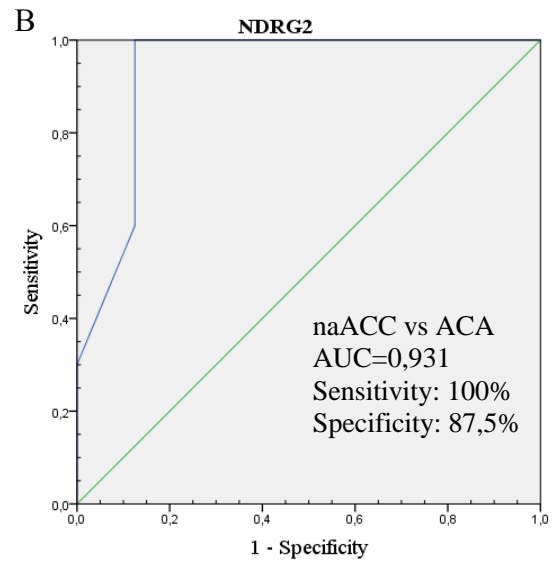 B
NDRG2
1,0
0,8
0,6
0,4
0,2
0,0
Sensitivity
naACC vs ACA
AUC=0,931
Sensitivity: 100%
Specificity: 87,5%
0,0 0,2 0,4 0,6 0,8 1,0
1 - Specificity